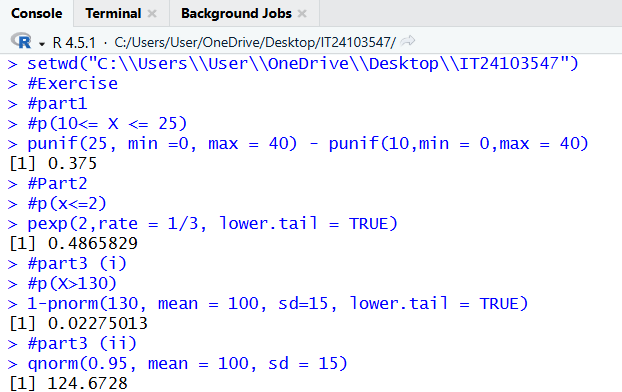 Console Terminal Background Jobs
R R 4.5.1 · C:/Users/User/OneDrive/Desktop/IT24103547/
> setwd("C:\\Users\\User\\OneDrive\\Desktop\\IT24103547")
> #Exercise
> #part1
> #p(10<= X <= 25)
> punif(25, min =0, max = 40) - punif(10,min = 0,max = 40)
[1] 0.375
> #Part2
> #p(x<=2)
> pexp(2,rate = 1/3, lower.tail = TRUE)
[1] 0.4865829
> #part3 (i)
> #p(X>130)
> 1-pnorm(130, mean = 100, sd=15, lower.tail = TRUE)
[1] 0.02275013
> #part3 (ii)
> qnorm(0.95, mean = 100, sd = 15)
[1] 124.6728